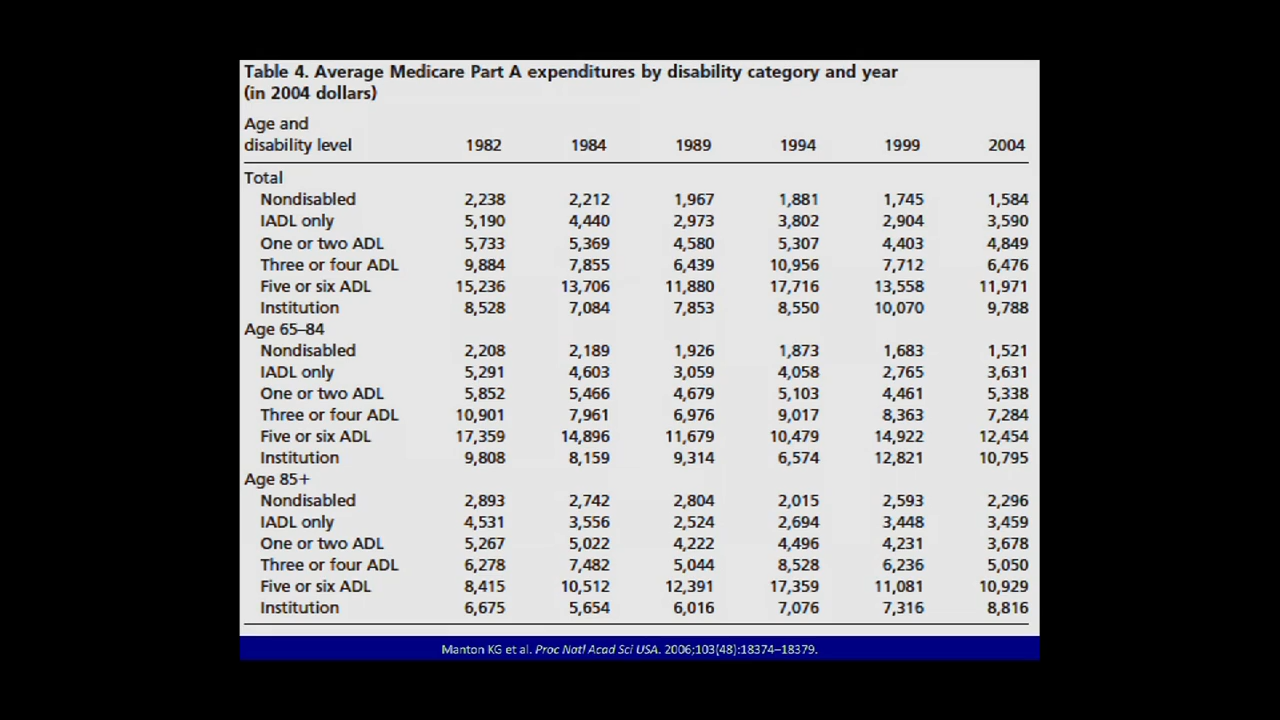 Table 4. Average Medicare Part A expenditures by disability category and year
(in 2004 dollars)
Age and
disability level 1982 1984 1989 1994 1999 2004
Total
Nondisabled 2,238 2,212 1,967 1,881 1,745 1,584
IADL only 5,190 4,440 2,973 3,802 2,904 3,590
One or two ADL 5,733 5,369 4,580 5,307 4,403 4,849
Three or four ADL 9,884 7,855 6,439 10,956 7,712 6,476
Five or six ADL 15,236 13,706 11,880 17,716 13,558 11,971
Institution 8,528 7,084 7,853 8,550 10,070 9,788
Age 65–84
Nondisabled 2,208 2,189 1,926 1,873 1,683 1,521
IADL only 5,291 4,603 3,059 4,058 2,765 3,631
One or two ADL 5,852 5,466 4,679 5,103 4,461 5,338
Three or four ADL 10,901 7,961 6,976 9,017 8,363 7,284
Five or six ADL 17,359 14,896 11,679 10,479 14,922 12,454
Institution 9,808 8,159 9,314 6,574 12,821 10,795
Age 85+
Nondisabled 2,893 2,742 2,804 2,015 2,593 2,296
IADL only 4,531 3,556 2,524 2,694 3,448 3,459
One or two ADL 5,267 5,022 4,222 4,496 4,231 3,678
Three or four ADL 6,278 7,482 5,044 8,528 6,236 5,050
Five or six ADL 8,415 10,512 12,391 17,359 11,081 10,929
Institution 6,675 5,654 6,016 7,076 7,316 8,816
Manton KG et al. Proc Natl Acad Sci USA. 2006;103(48):18374–18379.